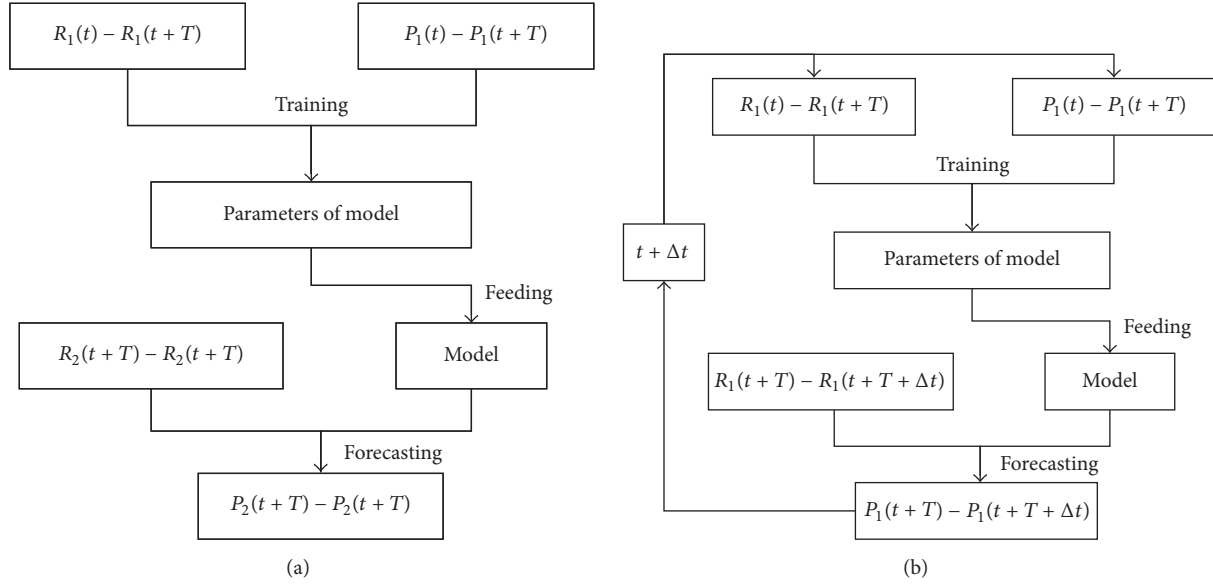 R₁(t) − R₁(t + T)
P₁(t) − P₁(t + T)
Training
Parameters of model
Feeding
R₂(t + T) − R₂(t + T)
Model
Forecasting
P₂(t + T) − P₂(t + T)
(a)
R₁(t) − R₁(t + T)
P₁(t) − P₁(t + T)
Training
t + Δt
Parameters of model
Feeding
R₁(t + T) − R₁(t + T + Δt)
Model
Forecasting
P₁(t + T) − P₁(t + T + Δt)
(b)